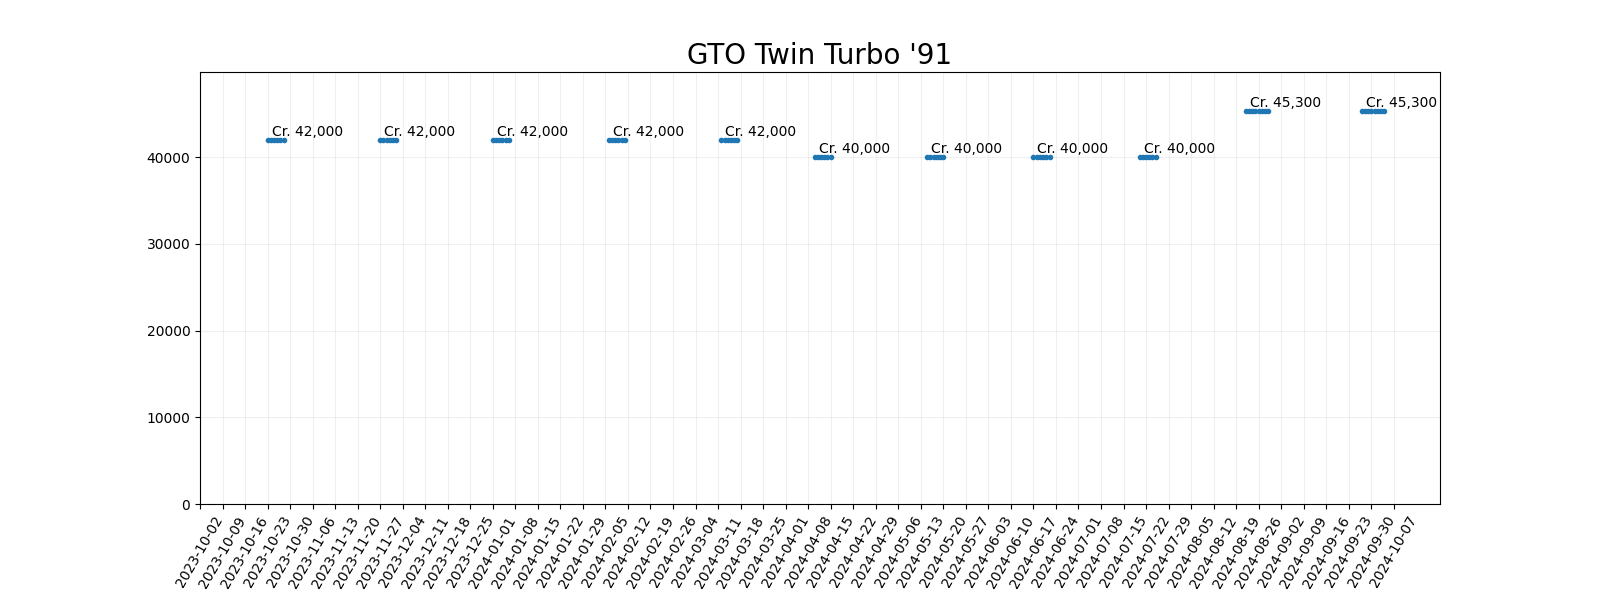 GTO Twin Turbo '91
Cr. 45,300 Cr. 45,300
Cr. 42,000 Cr. 42,000 Cr. 42,000 Cr. 42,000 Cr. 42,000
Cr. 40,000 Cr. 40,000 Cr. 40,000 Cr. 40,000
40000
30000
20000
10000
0
2023-10-02 2023-10-09 2023-10-16 2023-10-23 2023-10-30 2023-11-06 2023-11-13 2023-11-20 2023-11-27 2023-12-04 2023-12-11 2023-12-18 2023-12-25 2024-01-01 2024-01-08 2024-01-15 2024-01-22 2024-01-29 2024-02-05 2024-02-12 2024-02-19 2024-02-26 2024-03-04 2024-03-11 2024-03-18 2024-03-25 2024-04-01 2024-04-08 2024-04-15 2024-04-22 2024-04-29 2024-05-06 2024-05-13 2024-05-20 2024-05-27 2024-06-03 2024-06-10 2024-06-17 2024-06-24 2024-07-01 2024-07-08 2024-07-15 2024-07-22 2024-07-29 2024-08-05 2024-08-12 2024-08-19 2024-08-26 2024-09-02 2024-09-09 2024-09-16 2024-09-23 2024-09-30 2024-10-07